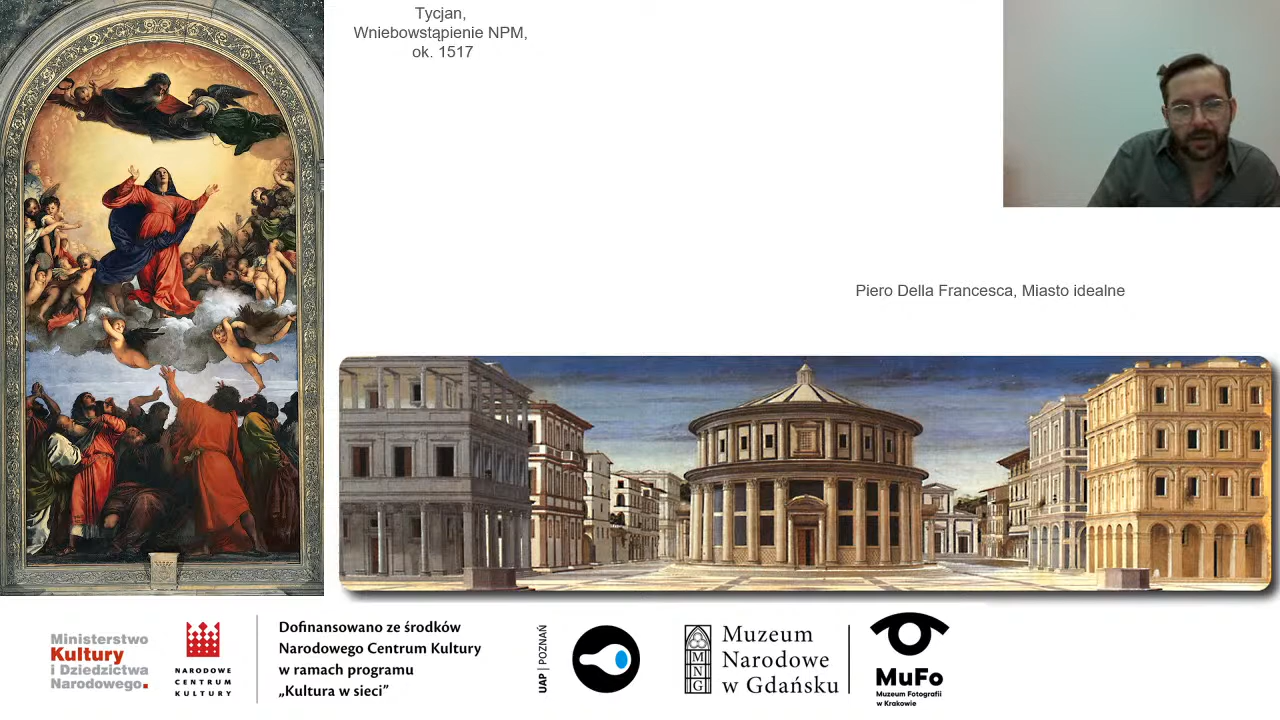 Tycjan,
Wniebowstąpienie NPM,
ok. 1517
Piero Della Francesca, Miasto idealne
Ministerstwo
Kultury
i Dziedzictwa
Narodowego.
NARODOWE
CENTRUM
KULTURY
Dofinansowano ze środków
Narodowego Centrum Kultury
w ramach programu
„Kultura w sieci”
UAP | POZNAŃ
MNG
Muzeum
Narodowe
w Gdańsku
MuFo
Muzeum Fotografii
w Krakowie